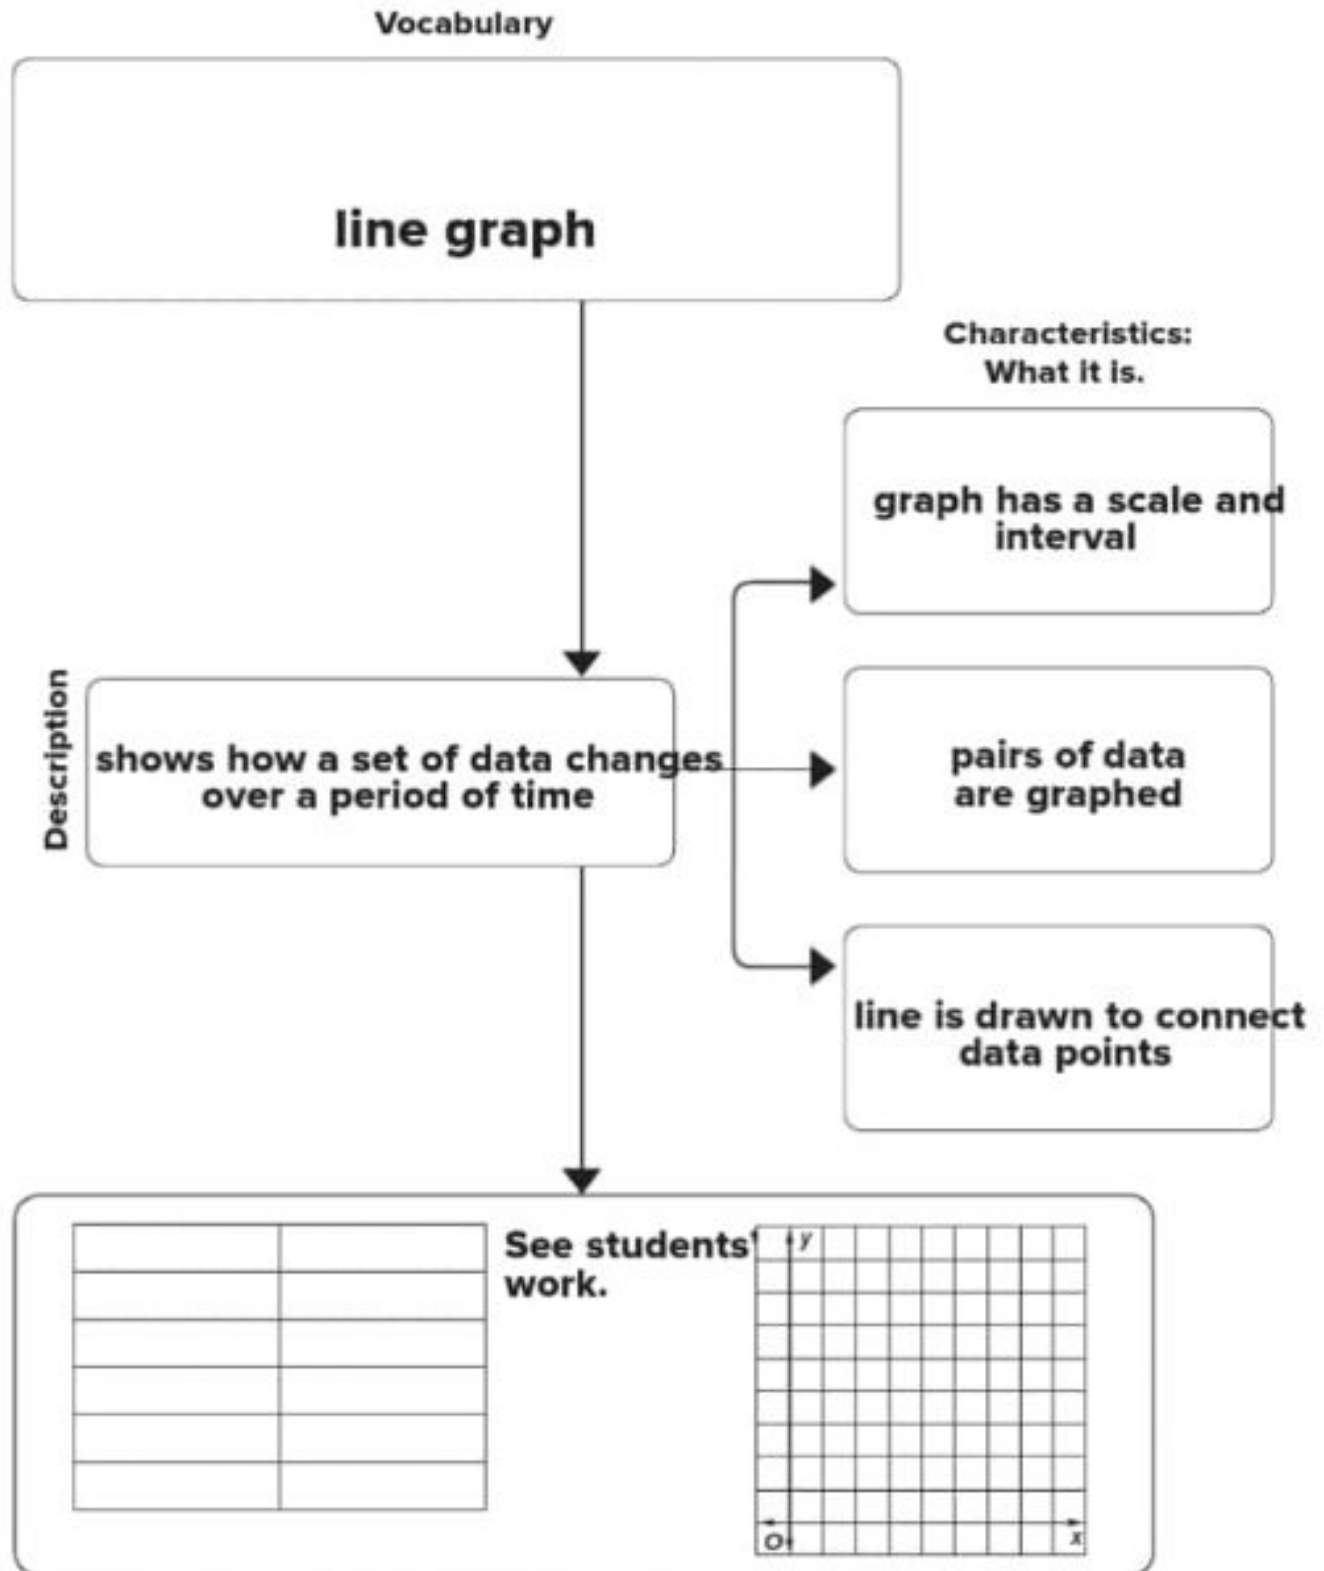 Vocabulary
line graph
Characteristics:
What it is.
graph has a scale and
interval
Description
shows how a set of data changes
over a period of time
pairs of data
are graphed
line is drawn to connect
data points
See students'
work.
y
O
x